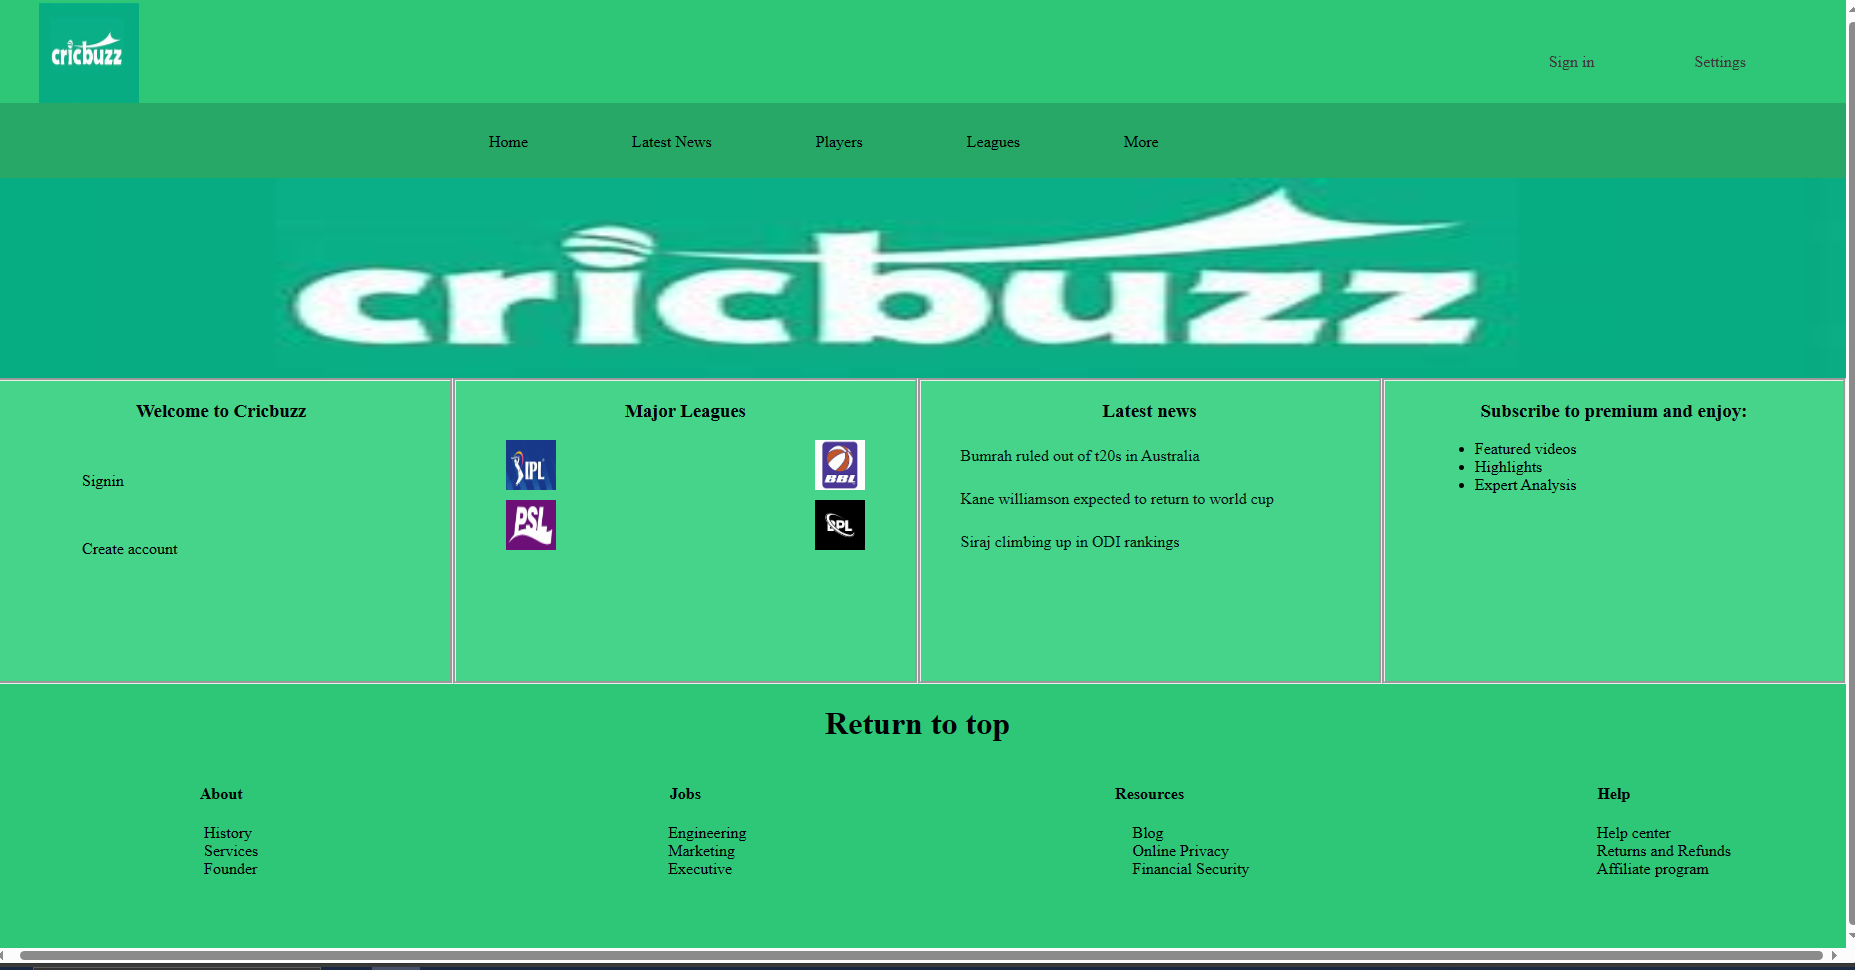 cricbuzz
Sign in Settings
Home Latest News Players Leagues More
cricbuzz
Welcome to Cricbuzz
Signin
Create account
Major Leagues
IPL
BBL
PSL
BPL
Latest news
Bumrah ruled out of t20s in Australia
Kane williamson expected to return to world cup
Siraj climbing up in ODI rankings
Subscribe to premium and enjoy:
Featured videos
Highlights
Expert Analysis
Return to top
About
History
Services
Founder
Jobs
Engineering
Marketing
Executive
Resources
Blog
Online Privacy
Financial Security
Help
Help center
Returns and Refunds
Affiliate program